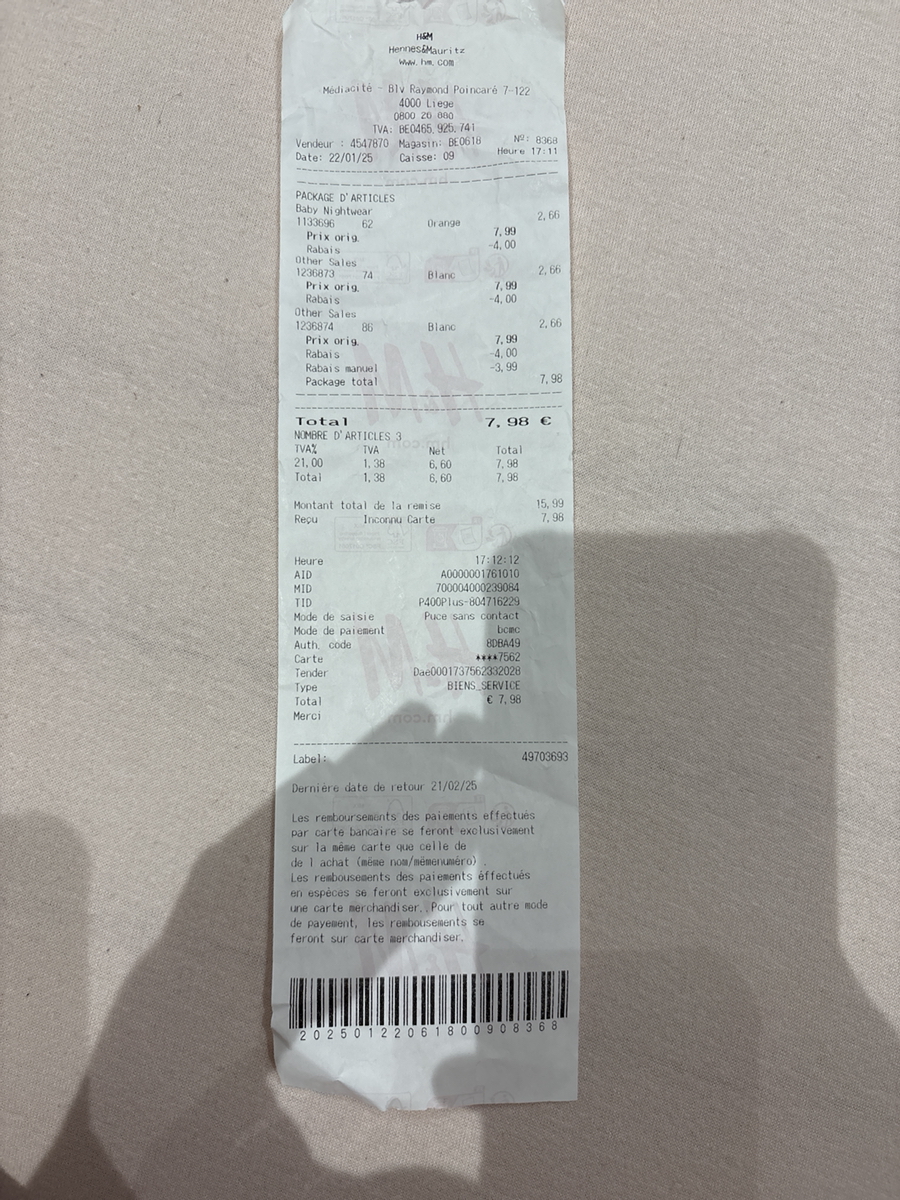 H&M
Hennes&Mauritz
www.hm.com
Médiacité - Blv Raymond Poincaré 7-122
4000 Liege
0800 26 880
TVA: BE0465.925.741
Vendeur : 4547870 Magasin: BE0618 Nº: 8368
Date: 22/01/25 Caisse: 09 Heure 17:11
PACKAGE D'ARTICLES
Baby Nightwear 2,66
1133696 62 Orange
Prix orig. 7,99
Rabais -4,00
Other Sales
1236873 74 Blanc 2,66
Prix orig. 7,99
Rabais -4,00
Other Sales
1236874 86 Blanc 2,66
Prix orig. 7,99
Rabais -4,00
Rabais manuel -3,99
Package total 7,98
Total 7,98 €
NOMBRE D'ARTICLES 3
TVA% TVA Net Total
21,00 1,38 6,60 7,98
Total 1,38 6,60 7,98
Montant total de la remise 15,99
Reçu Inconnu Carte 7,98
Heure 17:12:12
AID A0000001761010
MID 700004000239084
TID P400Plus-804716229
Mode de saisie Puce sans contact
Mode de paiement bcmc
Auth. code 8DBA49
Carte ****7562
Tender Dae0001737562332028
Type BIENS_SERVICE
Total € 7,98
Merci
Label: 49703693
Dernière date de retour 21/02/25
Les remboursements des paiements effectués
par carte bancaire se feront exclusivement
sur la même carte que celle de
de l achat (même nom/mêmenuméro) .
Les rembousements des paiements éffectués
en espèces se feront exclusivement sur
une carte merchandiser..Pour tout autre mode
de payement, les rembousements se
feront sur carte merchandiser.
20250122061800908368